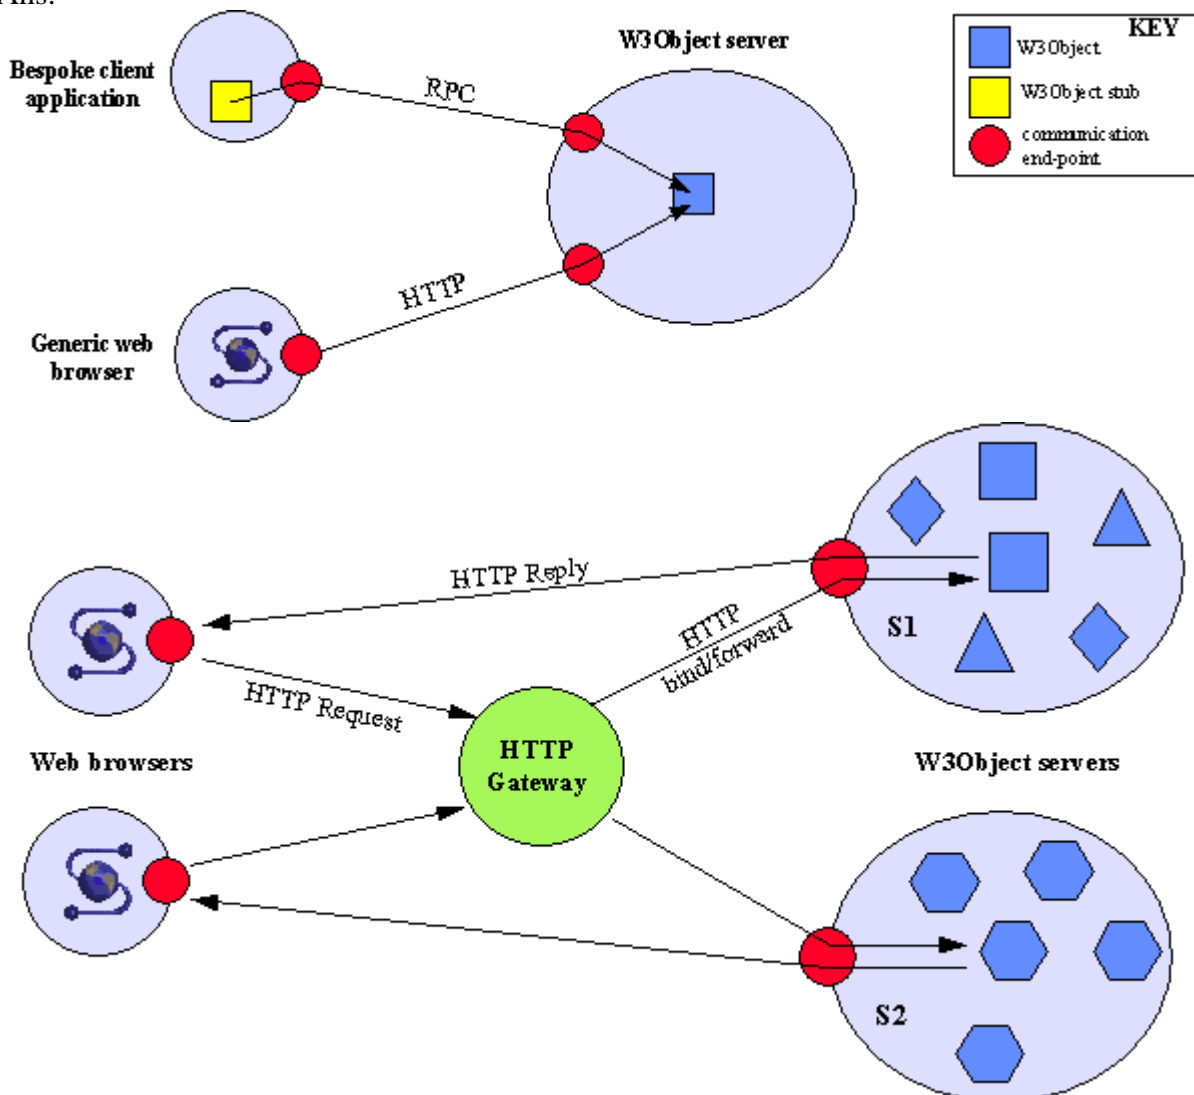 Ans:
W3Object server
KEY
W3Object
Bespoke client
application
RPC
W3Object stub
communication
end-point
HTTP
Generic web
browser
HTTP Reply
HTTP
bind/forward
S1
HTTP Request
Web browsers
HTTP
Gateway
W3Object servers
S2